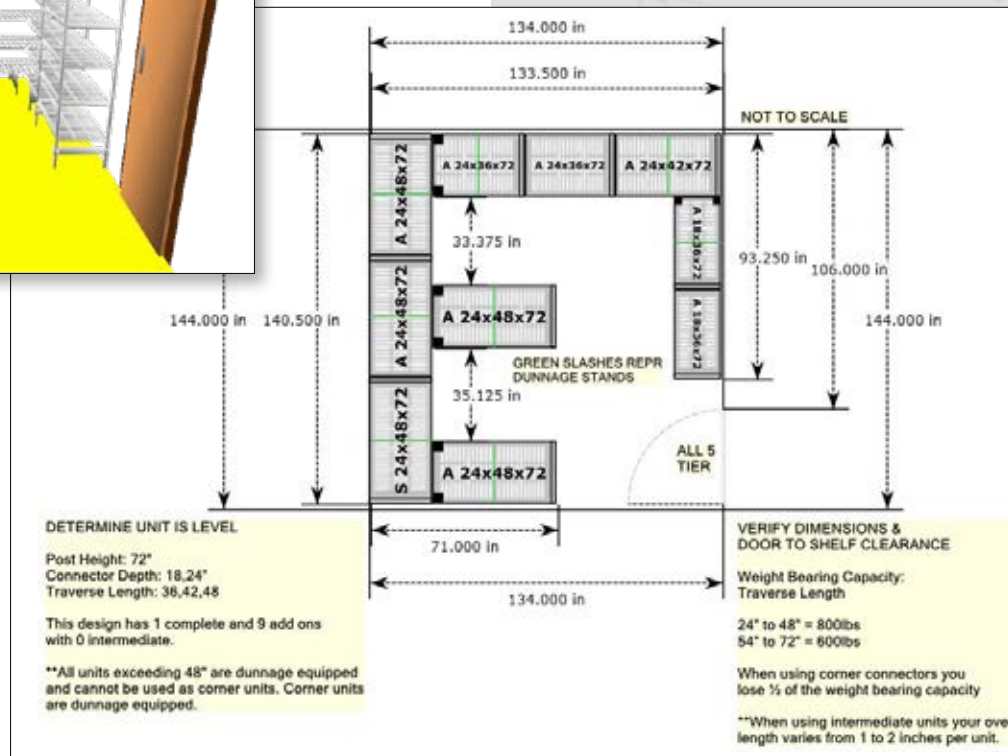 134.000 in
133.500 in
NOT TO SCALE
A 24x48x72
A 24x36x72
A 24x36x72
A 24x42x72
A 18x36x72
33.375 in
93.250 in
106.000 in
144.000 in
140.500 in
A 24x48x72
A 24x48x72
A 18x36x72
144.000 in
GREEN SLASHES REPR
DUNNAGE STANDS
35.125 in
S 24x48x72
A 24x48x72
ALL 5
TIER
71.000 in
134.000 in
DETERMINE UNIT IS LEVEL
Post Height: 72"
Connector Depth: 18,24"
Traverse Length: 36,42,48
This design has 1 complete and 9 add ons
with 0 intermediate.
**All units exceeding 48" are dunnage equipped
and cannot be used as corner units. Corner units
are dunnage equipped.
VERIFY DIMENSIONS &
DOOR TO SHELF CLEARANCE
Weight Bearing Capacity:
Traverse Length
24" to 48" = 800lbs
54" to 72" = 600lbs
When using corner connectors you
lose ½ of the weight bearing capacity
**When using intermediate units your ove
length varies from 1 to 2 inches per unit.